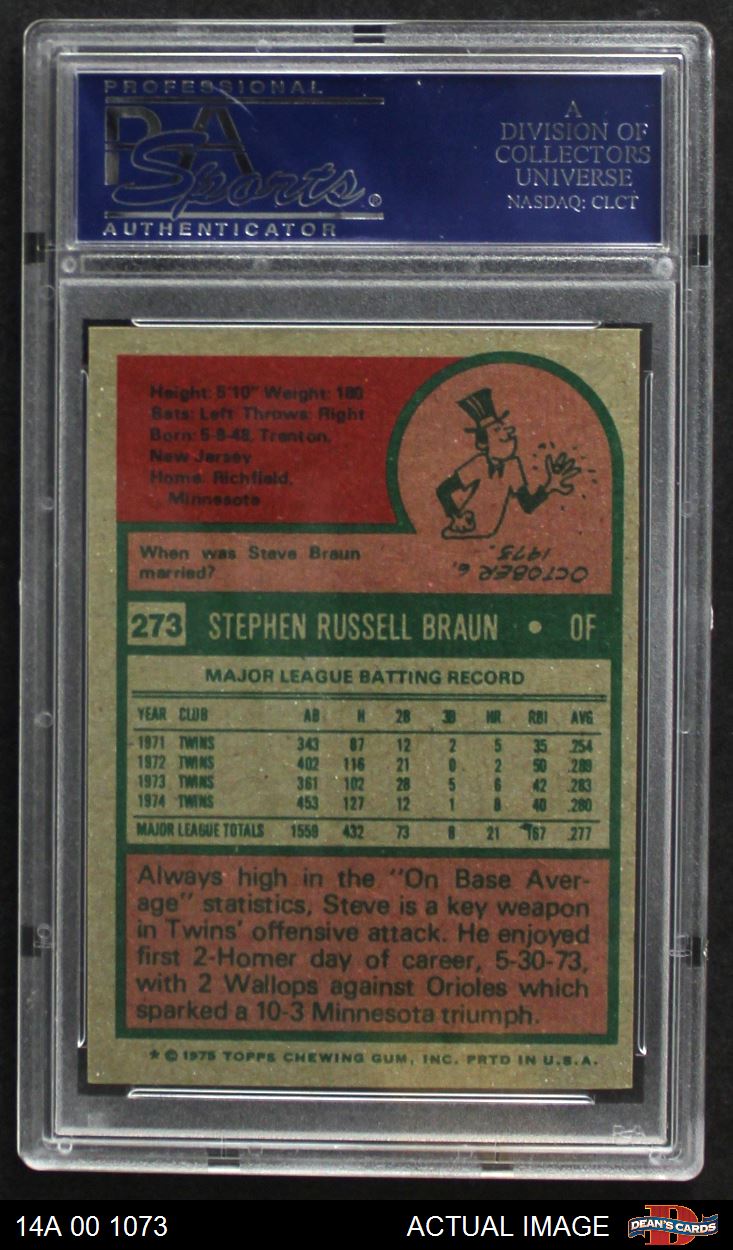 PROFESSIONAL
PSA
Sports®
AUTHENTICATOR
A
DIVISION OF
COLLECTORS
UNIVERSE
NASDAQ: CLCT
Height: 5'10" Weight: 180
Bats: Left Throws: Right
Born: 5-8-48, Trenton,
New Jersey
Home: Richfield,
Minnesota
When was Steve Braun
married?
OCTOBER 6,
1975.
273 STEPHEN RUSSELL BRAUN • OF
MAJOR LEAGUE BATTING RECORD
YEAR CLUB AB H 2B 3B HR RBI AVG
1971 TWINS 343 87 12 2 5 35 .254
1972 TWINS 402 116 21 0 2 50 .289
1973 TWINS 361 102 28 5 6 42 .283
1974 TWINS 453 127 12 1 8 40 .280
MAJOR LEAGUE TOTALS 1559 432 73 8 21 167 .277
Always high in the "On Base Aver-
age" statistics, Steve is a key weapon
in Twins' offensive attack. He enjoyed
first 2-Homer day of career, 5-30-73,
with 2 Wallops against Orioles which
sparked a 10-3 Minnesota triumph.
* © 1975 TOPPS CHEWING GUM, INC. PRTD IN U.S.A.
PSA
14A 00 1073
ACTUAL IMAGE
DEAN'S CARDS